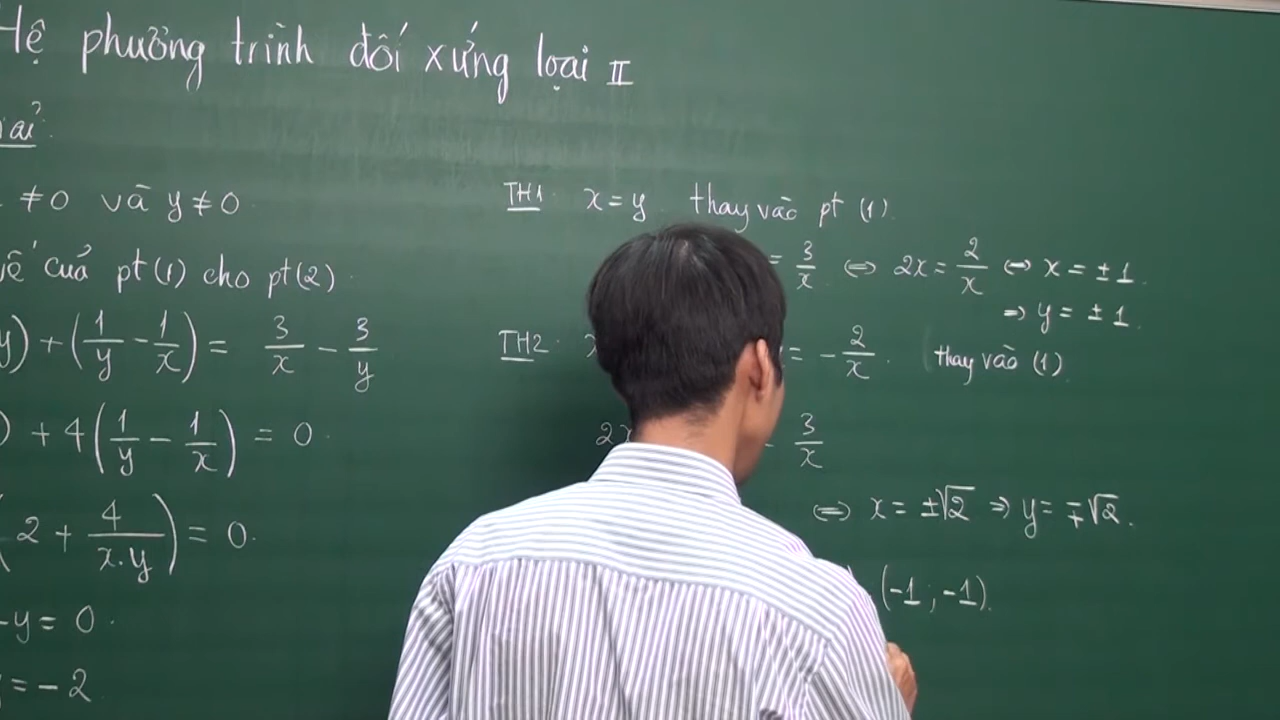 Hệ phương trình đối xứng loại II
≠0 và y≠0.
vế của pt(1) cho pt(2).
y) + (1/y - 1/x) = 3/x - 3/y
) + 4(1/y - 1/x) = 0.
(2 + 4/(x.y)) = 0.
-y = 0.
= -2
TH1. x=y thay vào pt (1).
= 3/x ⇔ 2x = 2/x ⇔ x = ±1.
⇒ y = ±1.
TH2. = -2/x. thay vào (1).
2x - 3/x
⇔ x = ±√2 ⇒ y = ∓√2.
(-1; -1).